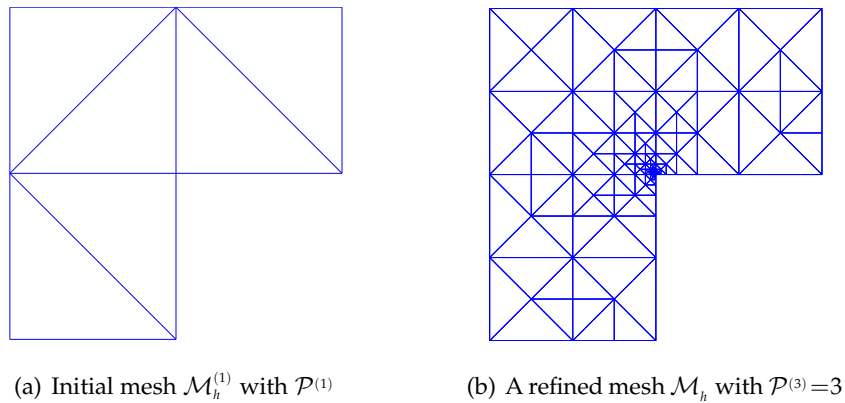 (a) Initial mesh $\mathcal{M}_h^{(1)}$ with $\mathcal{P}^{(1)}$
(b) A refined mesh $\mathcal{M}_h$ with $\mathcal{P}^{(3)}=3$